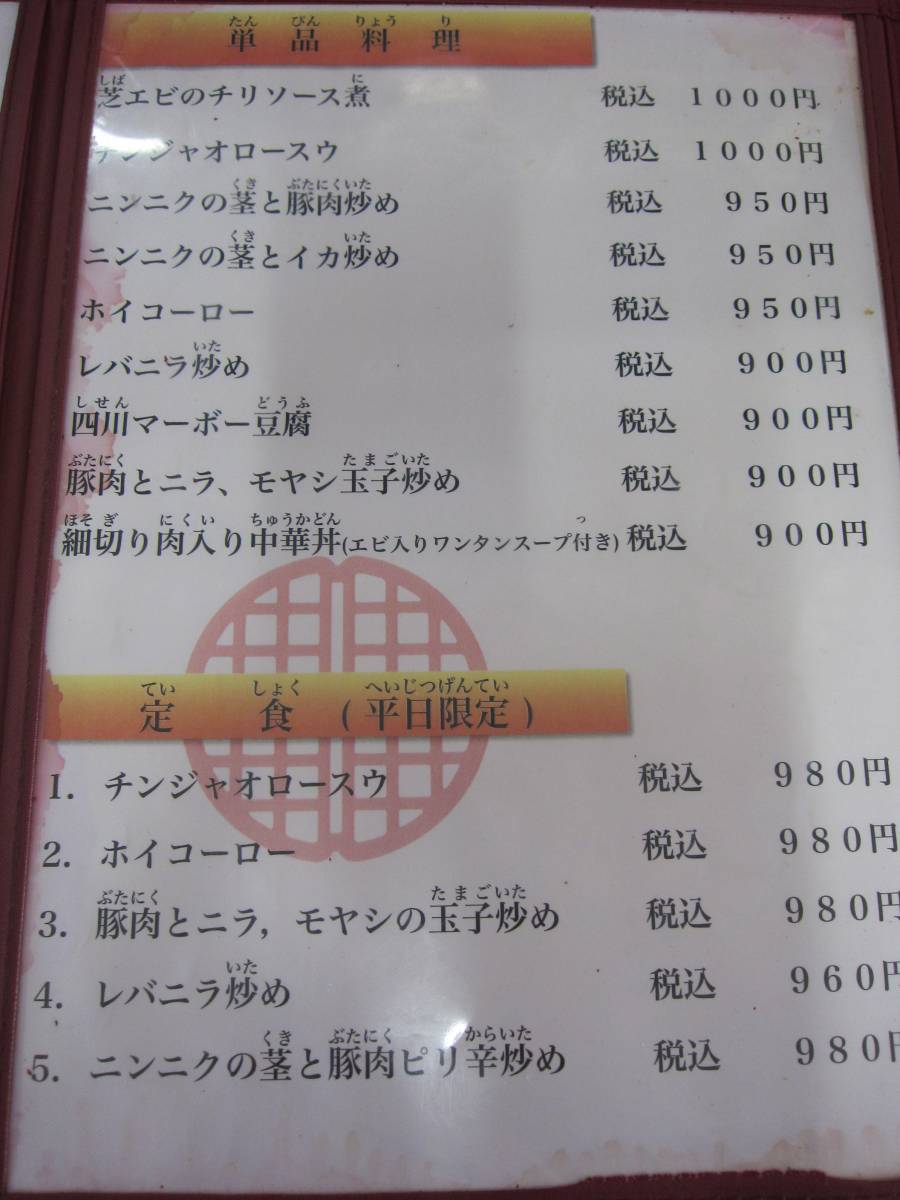 単品料理
芝エビのチリソース煮 税込 1000円
チンジャオロースウ 税込 1000円
ニンニクの茎と豚肉炒め 税込 950円
ニンニクの茎とイカ炒め 税込 950円
ホイコーロー 税込 950円
レバニラ炒め 税込 900円
四川マーボー豆腐 税込 900円
豚肉とニラ、モヤシ玉子炒め 税込 900円
細切り肉入り中華丼(エビ入りワンタンスープ付き) 税込 900円
定食(平日限定)
1. チンジャオロースウ 税込 980円
2. ホイコーロー 税込 980円
3. 豚肉とニラ,モヤシの玉子炒め 税込 980円
4. レバニラ炒め 税込 960円
5. ニンニクの茎と豚肉ピリ辛炒め 税込 980円